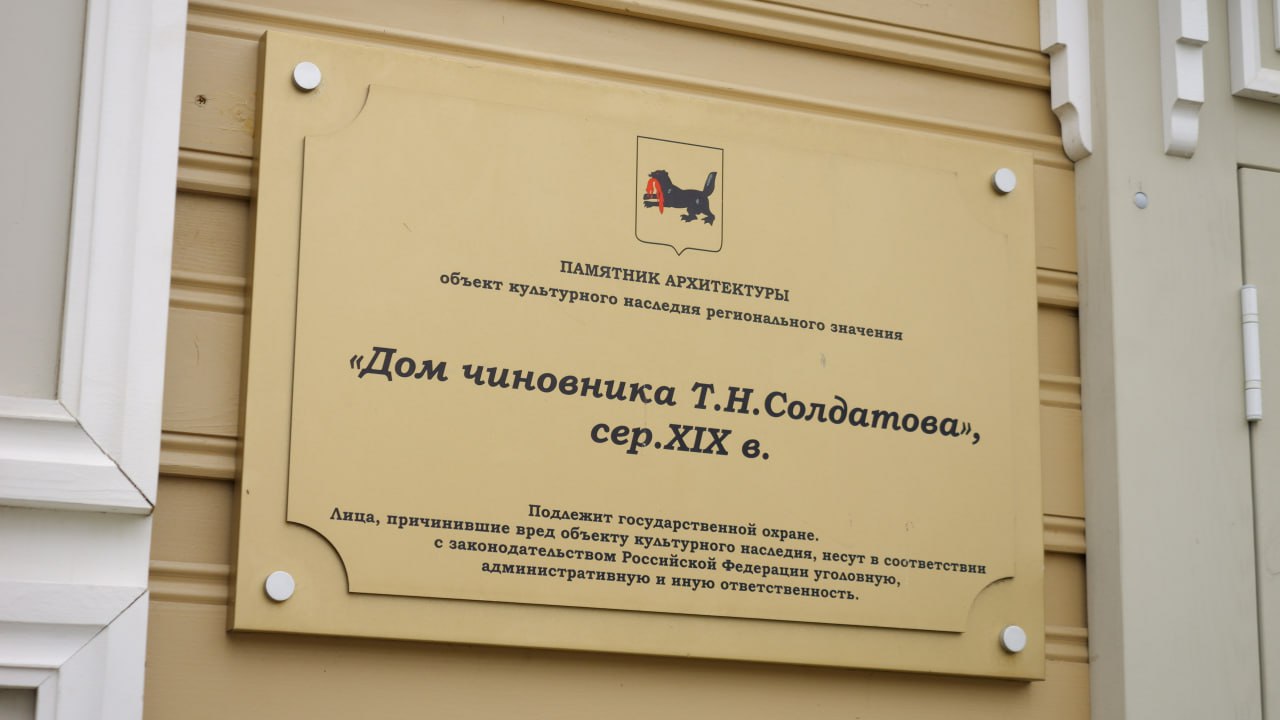 ПАМЯТНИК АРХИТЕКТУРЫ
объект культурного наследия регионального значения
«Дом чиновника Т.Н.Солдатова»,
сер.XIX в.
Подлежит государственной охране.
Лица, причинившие вред объекту культурного наследия, несут в соответствии
с законодательством Российской Федерации уголовную,
административную и иную ответственность.